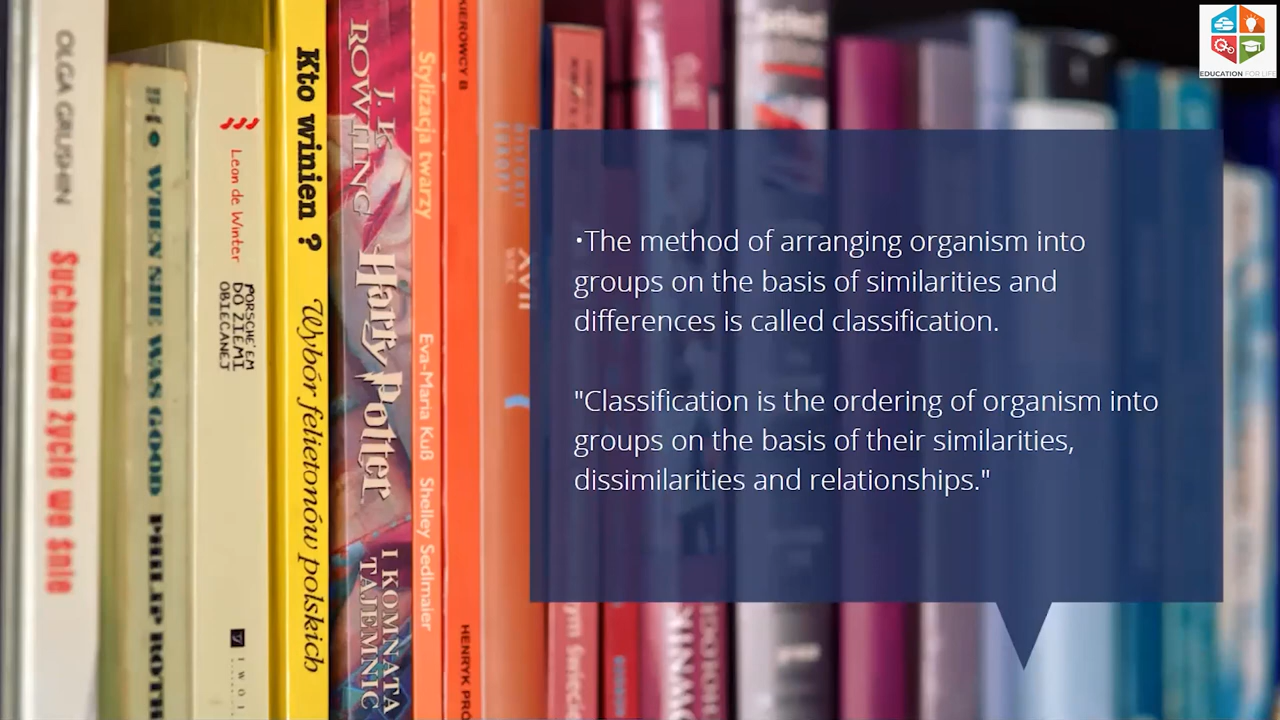 OLGA GRUSHIN
Suchanowa życie we śnie
WHEN SHE WAS GOOD PHILIP ROTH
Leon de Winter
PORSCHE'EM
DO ZIEMI
OBIECANEJ
Kto winien ?
Wybór felietonów polskich
J. K.
ROWLING
Harry Potter
I KOMNATA
TAJEMNIC
Stylizacja twarzy
Eva-Maria Kuß Shelley Sedlmaier
KIEROWCY B
HENRYK
XVII
WIEK
EDUCATION FOR LIFE
•The method of arranging organism into
groups on the basis of similarities and
differences is called classification.
"Classification is the ordering of organism into
groups on the basis of their similarities,
dissimilarities and relationships."